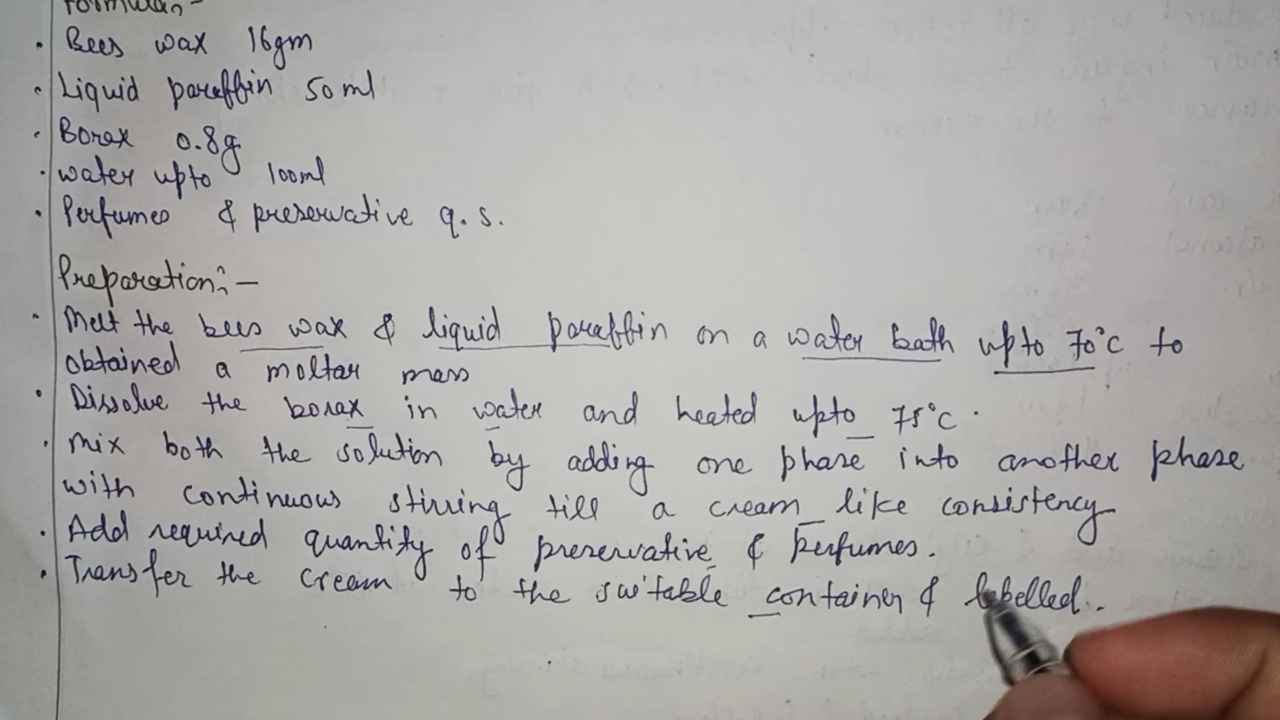 Formula:-
• Bees wax 16gm
• Liquid paraffin 50ml
• Borax 0.8g
• water upto 100ml
• Perfumes & preservative q.s.
Preparation:-
• Melt the bees wax & liquid paraffin on a water bath upto 70°C to
obtained a moltar mass
• Dissolve the borax in water and heated upto 75°C.
• Mix both the solution by adding one phase into another phase
with continuous stirring till a cream like consistency
• Add required quantity of preservative & perfumes.
• Transfer the cream to the suitable container & labelled.